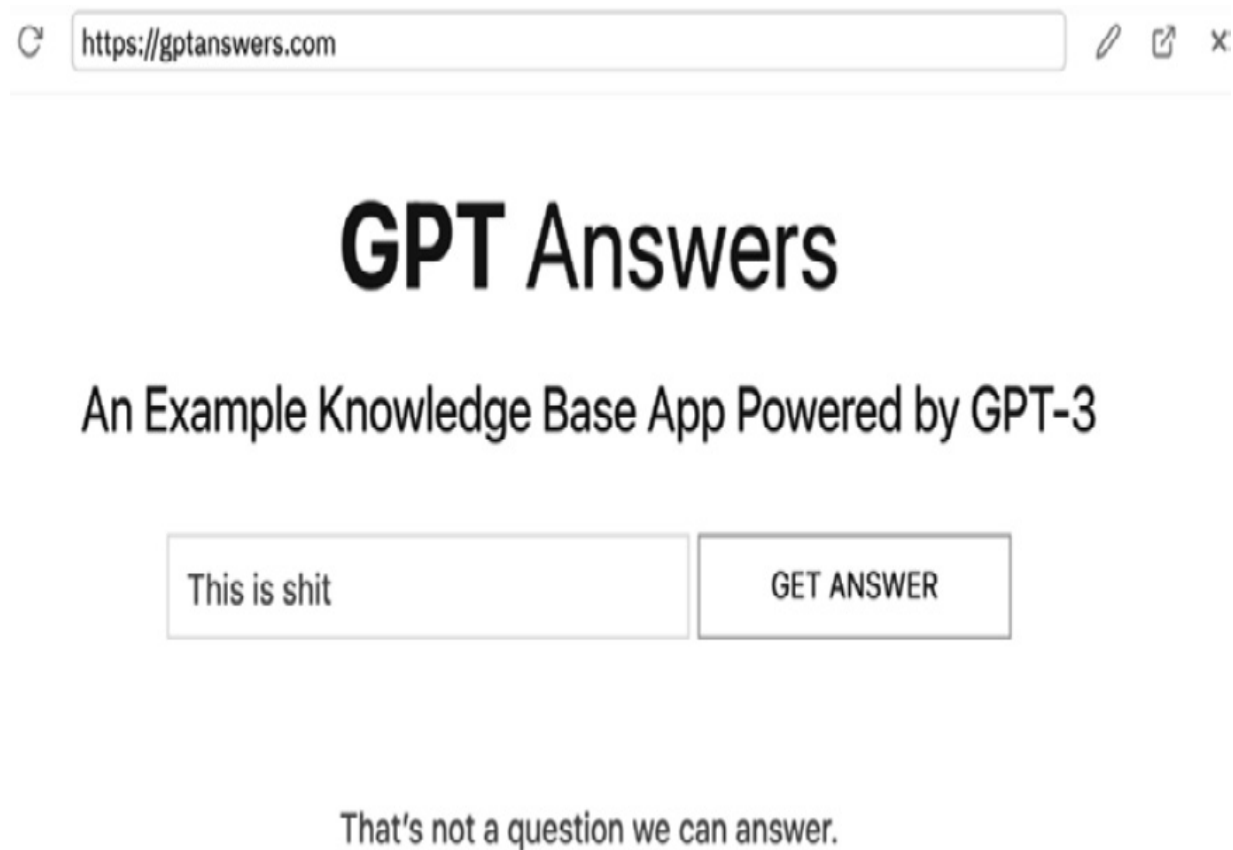 https://gptanswers.com
GPT Answers
An Example Knowledge Base App Powered by GPT-3
This is shit
GET ANSWER
That's not a question we can answer.